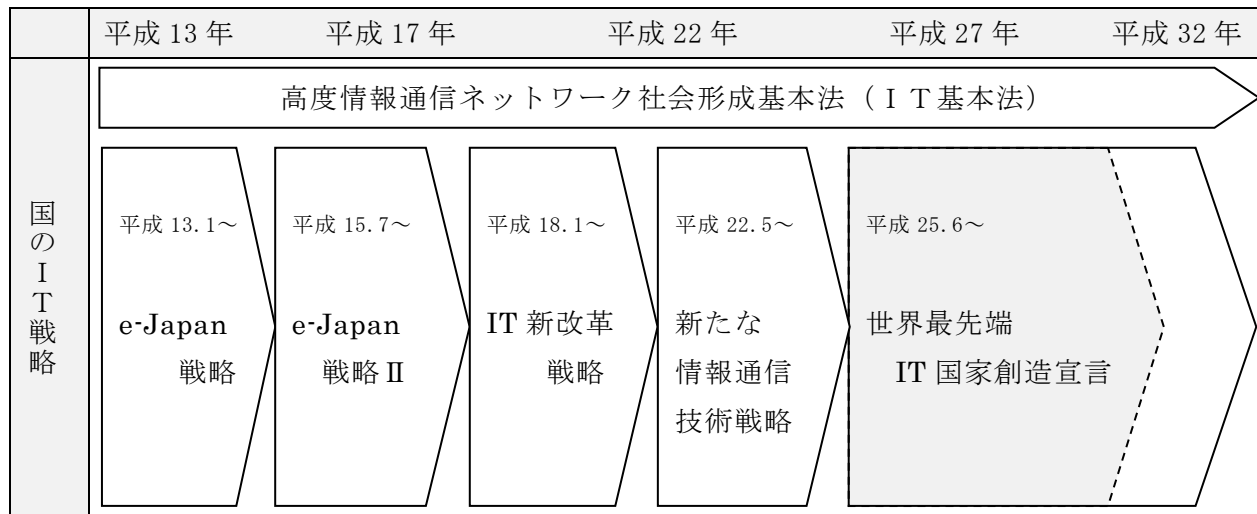 平成 13 年 平成 17 年 平成 22 年 平成 27 年 平成 32 年
国のＩＴ戦略
高度情報通信ネットワーク社会形成基本法（ＩＴ基本法）
平成 13.1～
e-Japan
戦略
平成 15.7～
e-Japan
戦略Ⅱ
平成 18.1～
IT 新改革
戦略
平成 22.5～
新たな
情報通信
技術戦略
平成 25.6～
世界最先端
IT 国家創造宣言